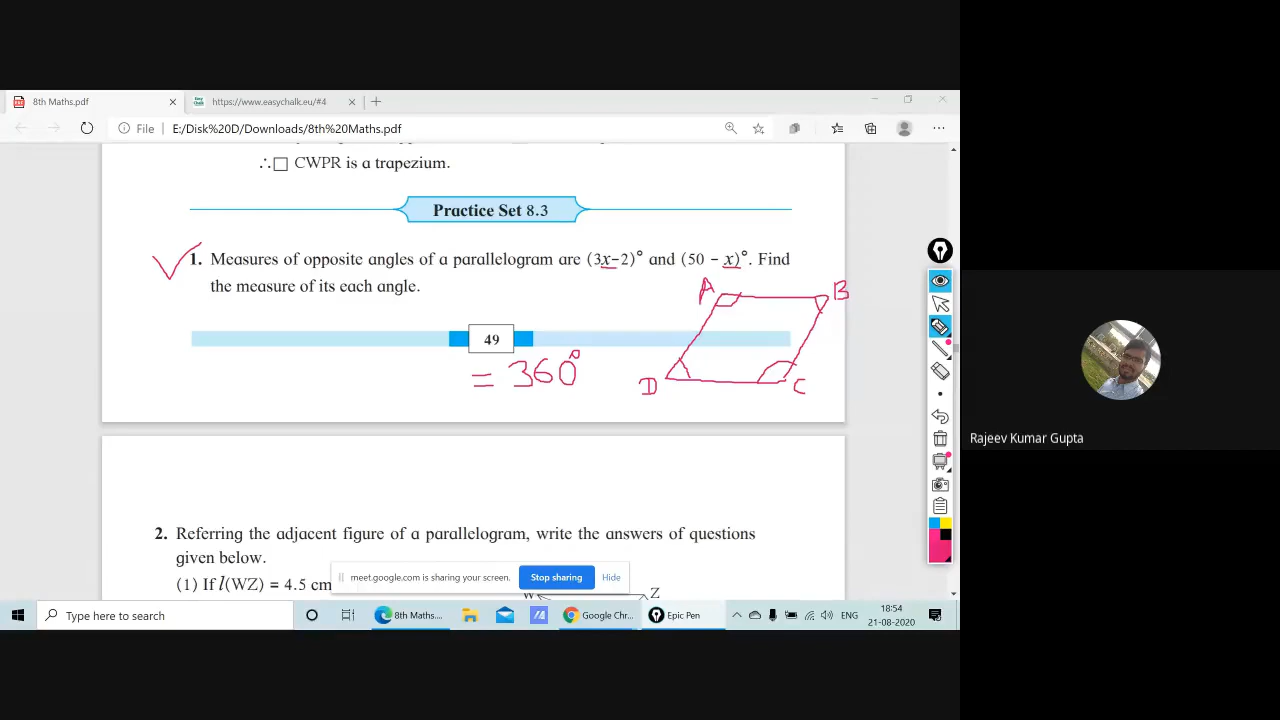 8th Maths.pdf
https://www.easychalk.eu/#4
File E:/Disk%20D/Downloads/8th%20Maths.pdf
∴□ CWPR is a trapezium.
Practice Set 8.3
1. Measures of opposite angles of a parallelogram are (3x-2)° and (50 - x)°. Find
the measure of its each angle.
A B
49
= 360°
D C
Rajeev Kumar Gupta
2. Referring the adjacent figure of a parallelogram, write the answers of questions
given below.
(1) If l(WZ) = 4.5 cm
meet.google.com is sharing your screen. Stop sharing Hide
W Z
Type here to search
8th Maths....
Google Chr...
Epic Pen
ENG
18:54
21-08-2020